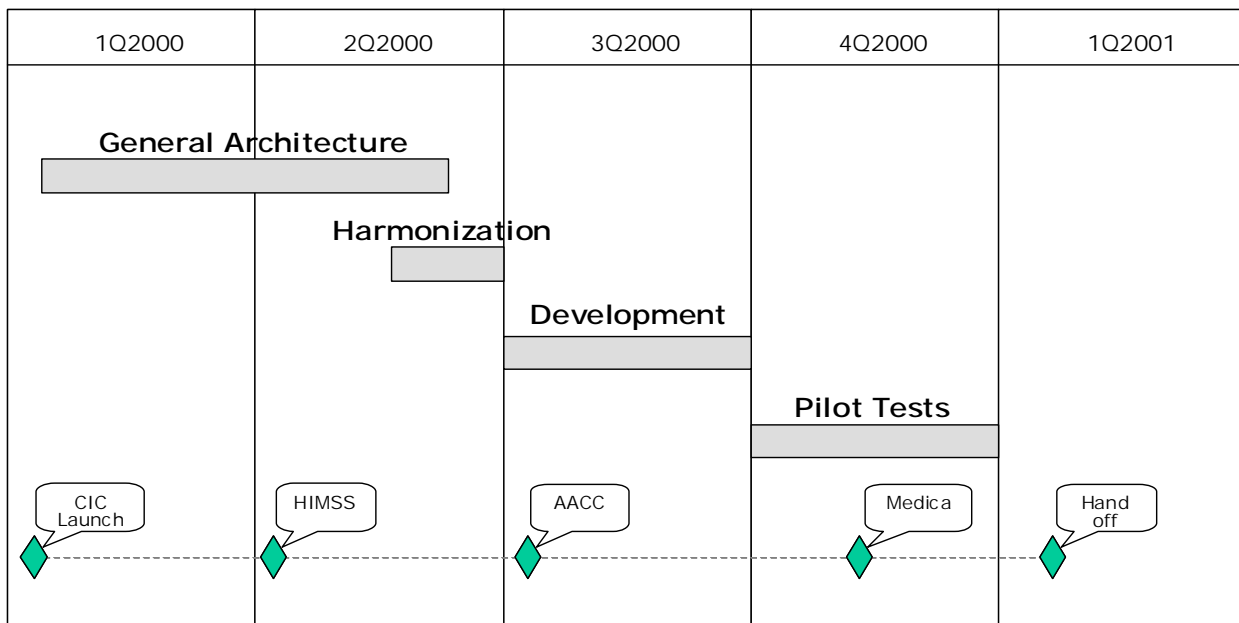 1Q2000 2Q2000 3Q2000 4Q2000 1Q2001
General Architecture
Harmonization
Development
Pilot Tests
CIC
Launch
HIMSS
AACC
Medica
Hand
off